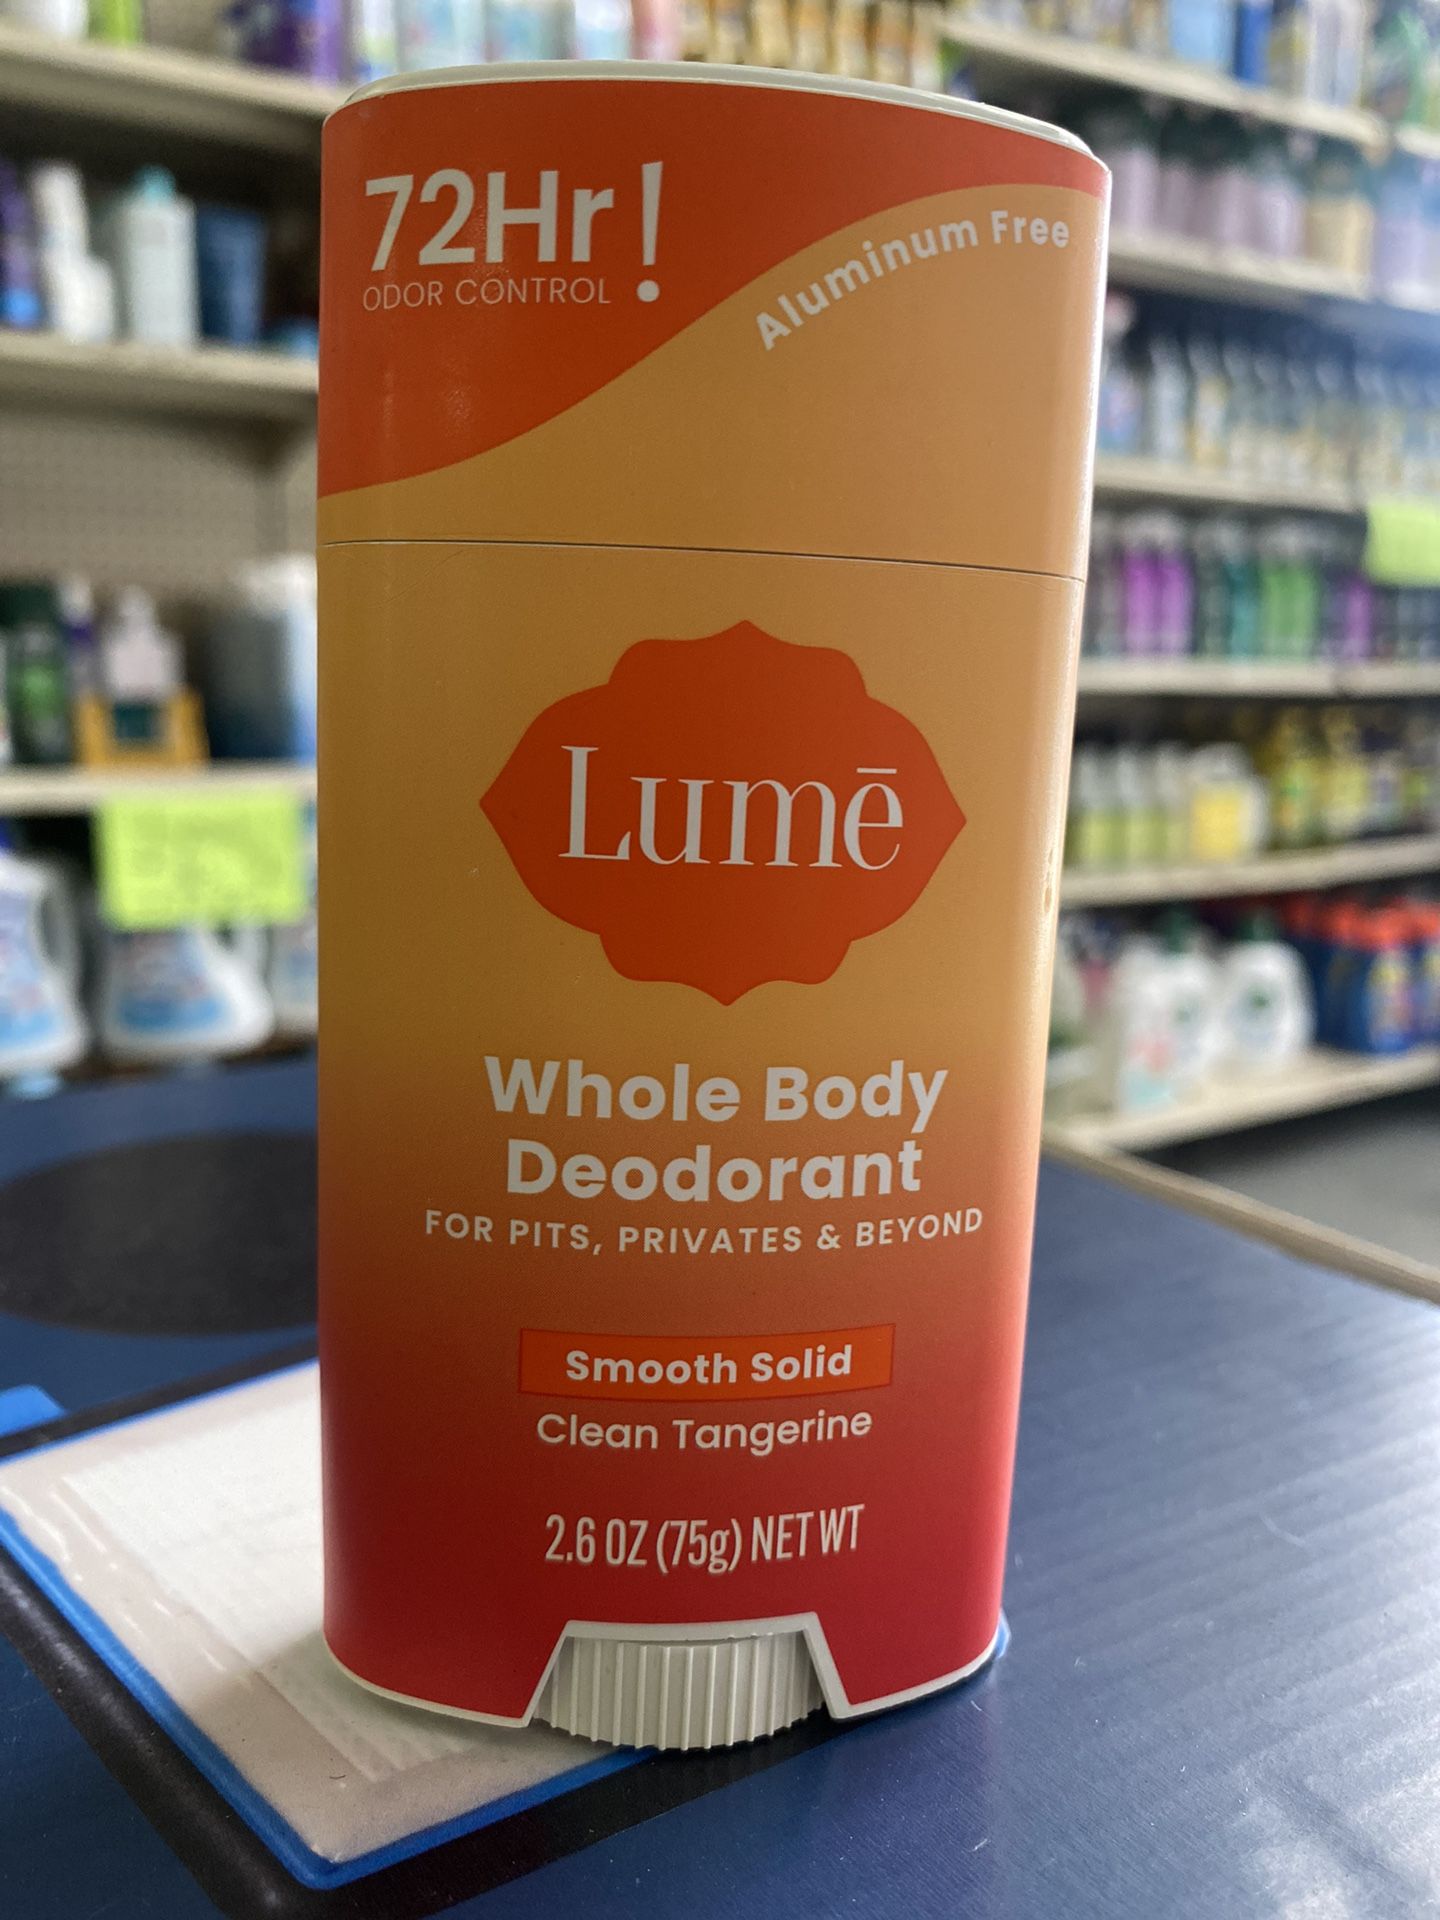 72Hr!
ODOR CONTROL
Aluminum Free
Lumē
Whole Body
Deodorant
FOR PITS, PRIVATES & BEYOND
Smooth Solid
Clean Tangerine
2.6 OZ (75g) NET WT